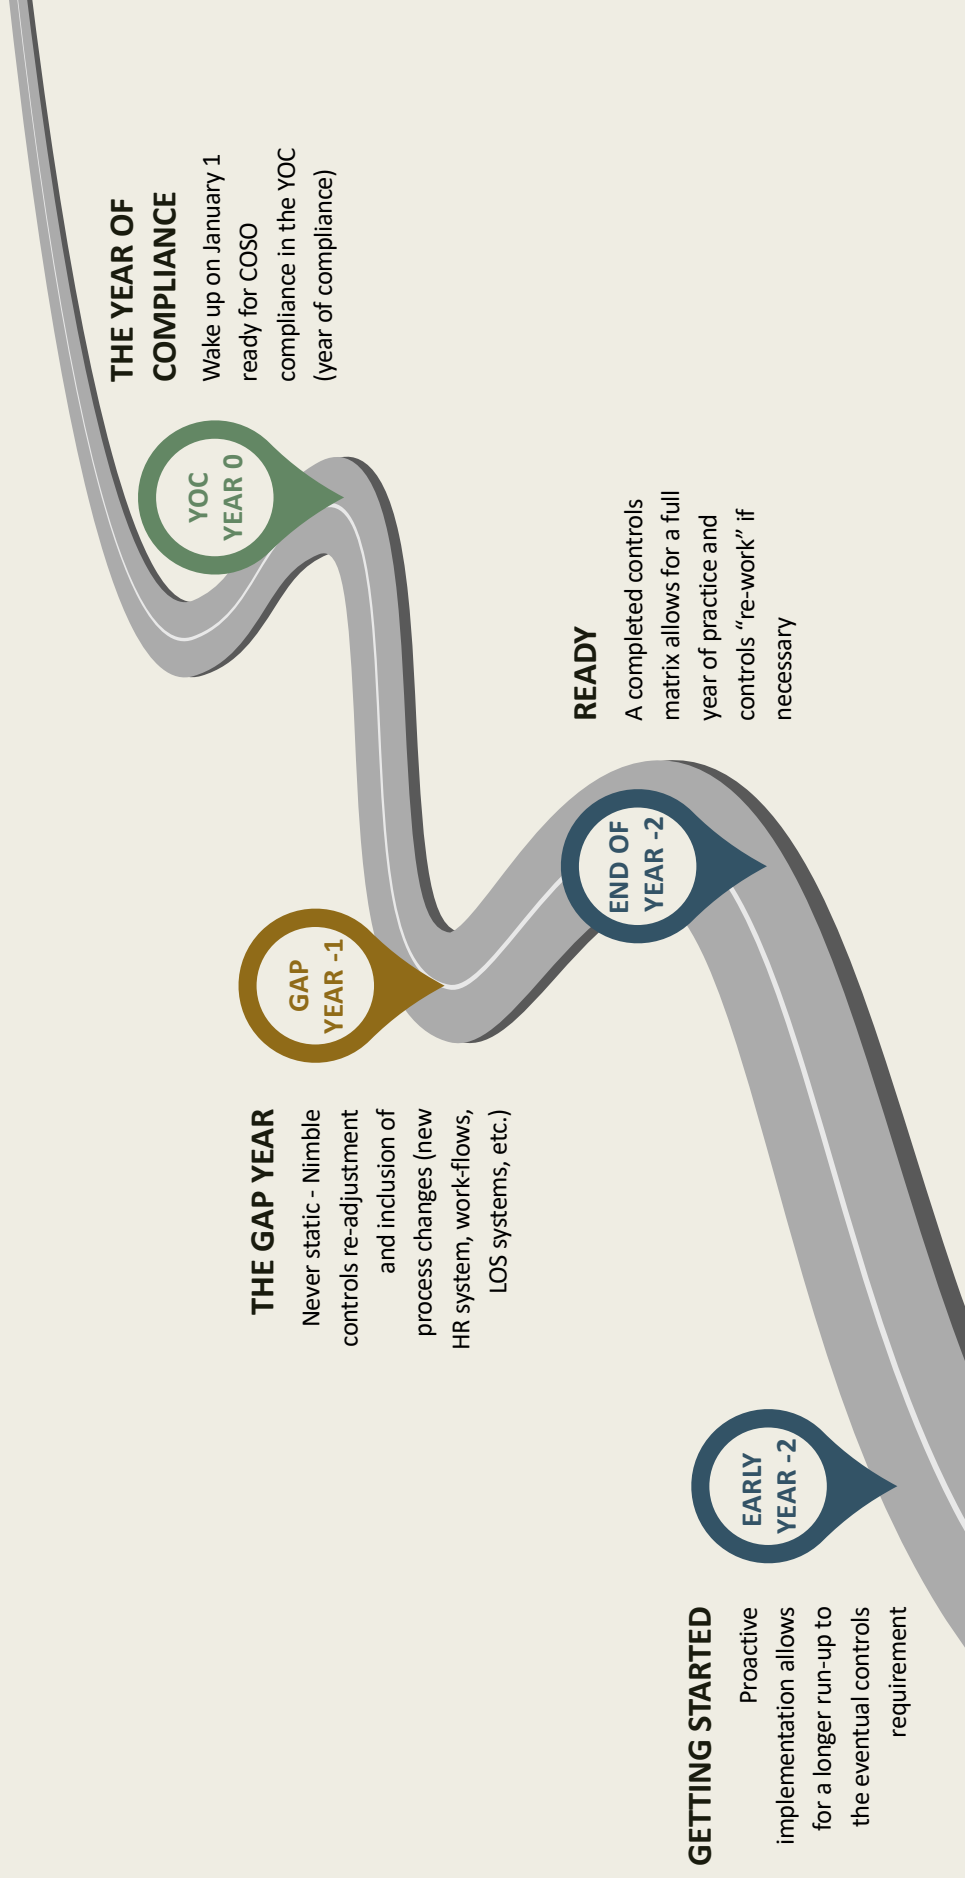 GETTING STARTED
Proactive
implementation allows
for a longer run-up to
the eventual controls
requirement
EARLY
YEAR -2
READY
A completed controls
matrix allows for a full
year of practice and
controls “re-work” if
necessary
END OF
YEAR -2
THE GAP YEAR
Never static - Nimble
controls re-adjustment
and inclusion of
process changes (new
HR system, work-flows,
LOS systems, etc.)
GAP
YEAR -1
THE YEAR OF
COMPLIANCE
Wake up on January 1
ready for COSO
compliance in the YOC
(year of compliance)
YOC
YEAR 0